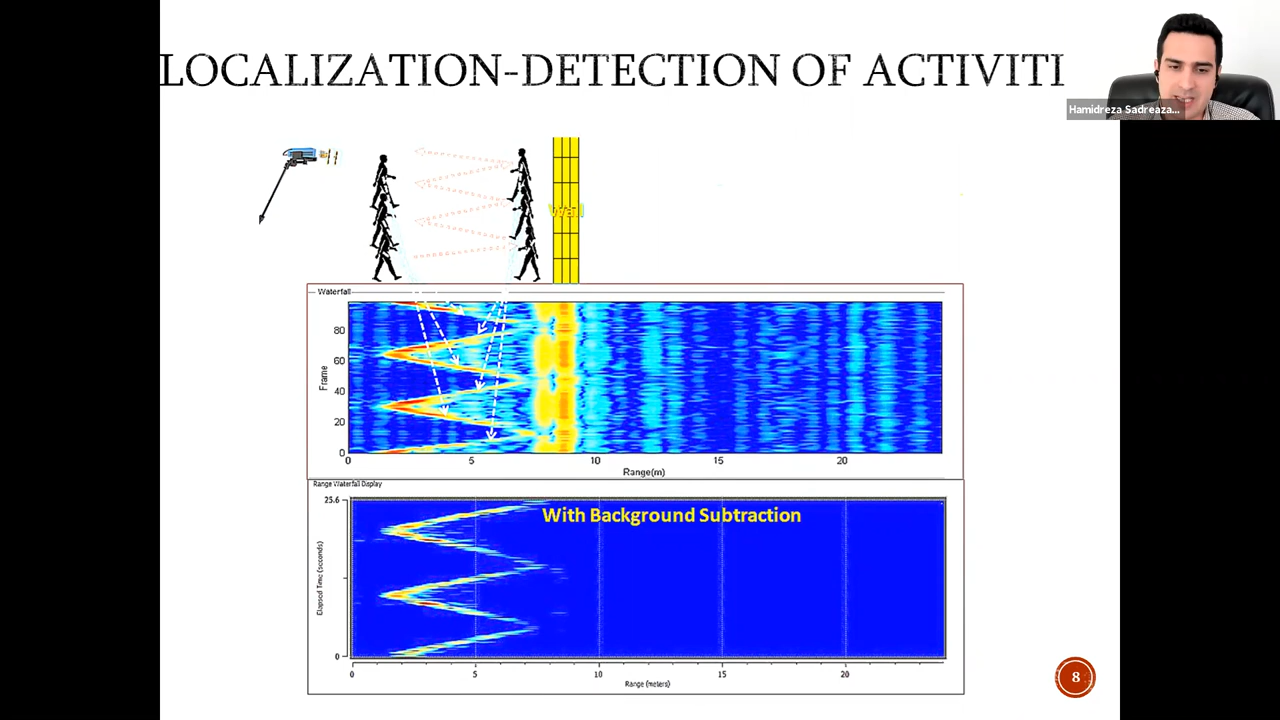 LOCALIZATION-DETECTION OF ACTIVITI
Hamidreza Sadreaza...
Wall
Waterfall
80
60
40
20
0
Frame
0 5 10 15 20
Range(m)
Range Waterfall Display
25.6
With Background Subtraction
Elapsed Time (seconds)
0
0 5 10 15 20
Range (meters)
8